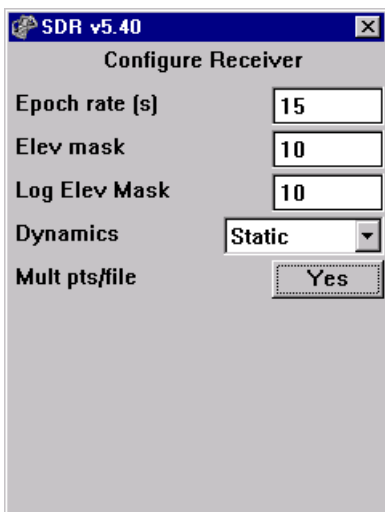 SDR v5.40
Configure Receiver
Epoch rate (s) 15
Elev mask 10
Log Elev Mask 10
Dynamics Static
Mult pts/file Yes